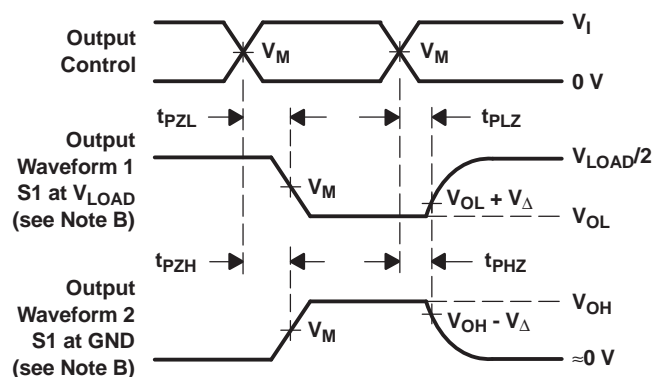 Output
Control
V_I
V_M
V_M
0 V
t_PZL
t_PLZ
Output
Waveform 1
S1 at V_LOAD
(see Note B)
V_LOAD/2
V_M
V_OL + V_Δ
V_OL
t_PZH
t_PHZ
Output
Waveform 2
S1 at GND
(see Note B)
V_OH
V_M
V_OH - V_Δ
≈0 V